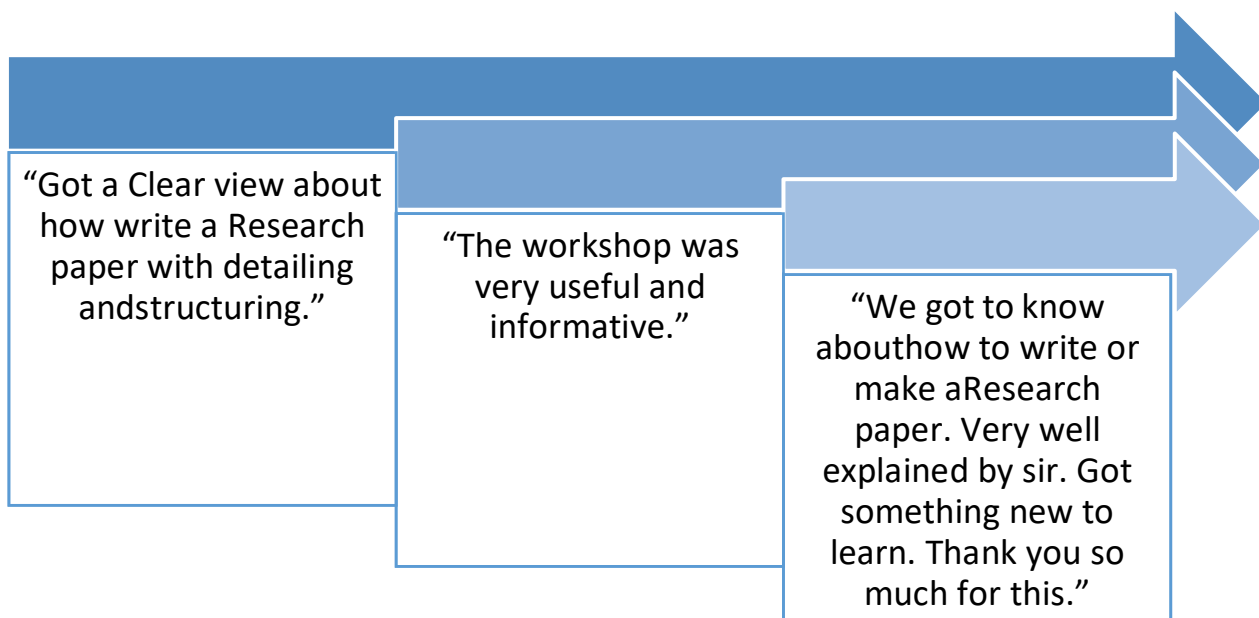 “Got a Clear view about
how write a Research
paper with detailing
andstructuring.”
“The workshop was
very useful and
informative.”
“We got to know
abouthow to write or
make aResearch
paper. Very well
explained by sir. Got
something new to
learn. Thank you so
much for this.”